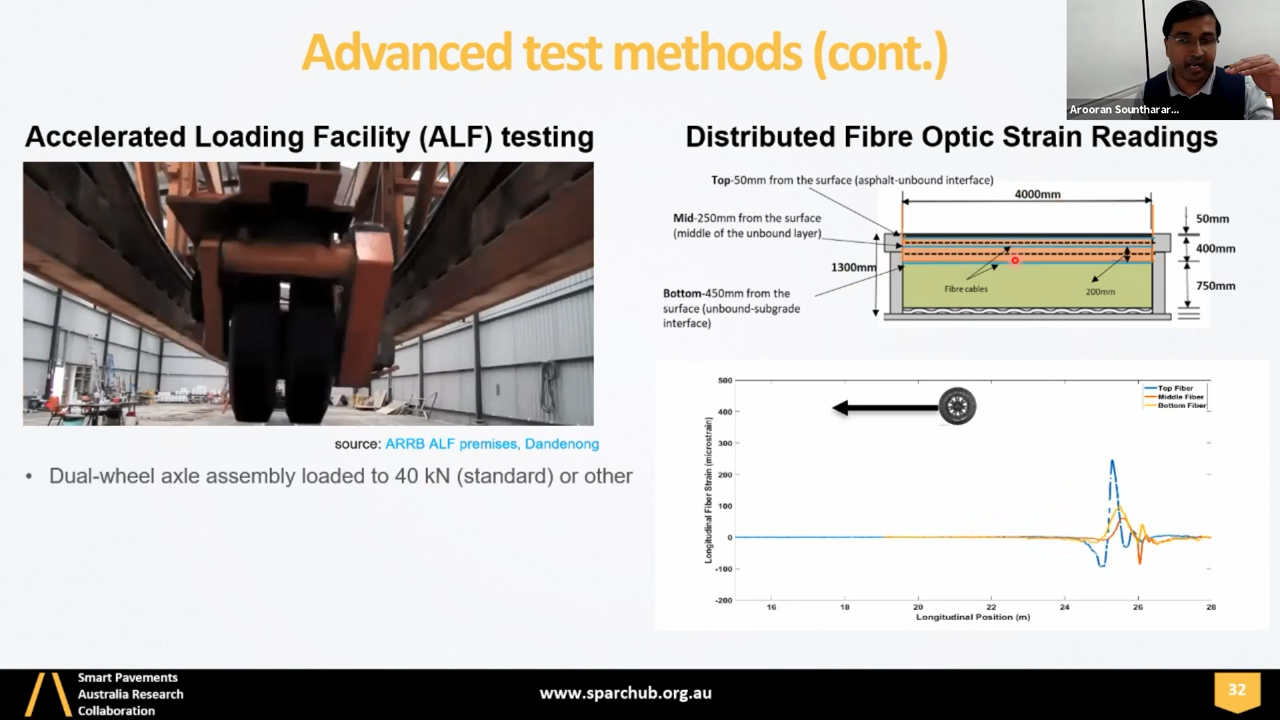 Advanced test methods (cont.)
Arooran Sountharar...
Accelerated Loading Facility (ALF) testing
source: ARRB ALF premises, Dandenong
• Dual-wheel axle assembly loaded to 40 kN (standard) or other
Distributed Fibre Optic Strain Readings
Top-50mm from the surface (asphalt-unbound interface)
4000mm
Mid-250mm from the surface
(middle of the unbound layer)
50mm
400mm
1300mm
750mm
Bottom-450mm from the
surface (unbound-subgrade
interface)
Fibre cables
200mm
Longitudinal Fiber Strain (microstrain)
500
400
300
200
100
0
-100
-200
Top Fiber
Middle Fiber
Bottom Fiber
16
18
20
22
24
26
28
Longitudinal Position (m)
Smart Pavements
Australia Research
Collaboration
www.sparchub.org.au
32